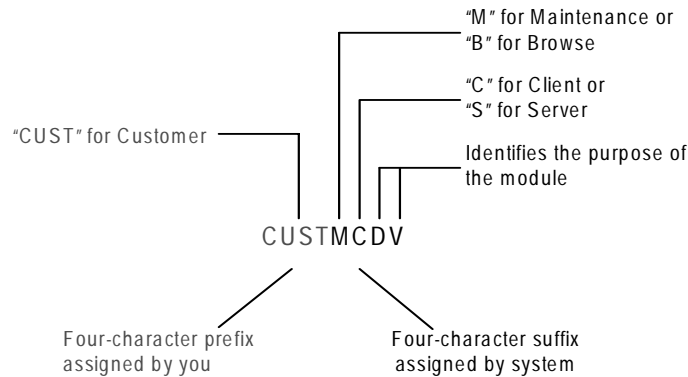 “M” for Maintenance or
“B” for Browse
“C” for Client or
“S” for Server
“CUST” for Customer
Identifies the purpose of
the module
CUSTMCDV
Four-character prefix
assigned by you
Four-character suffix
assigned by system